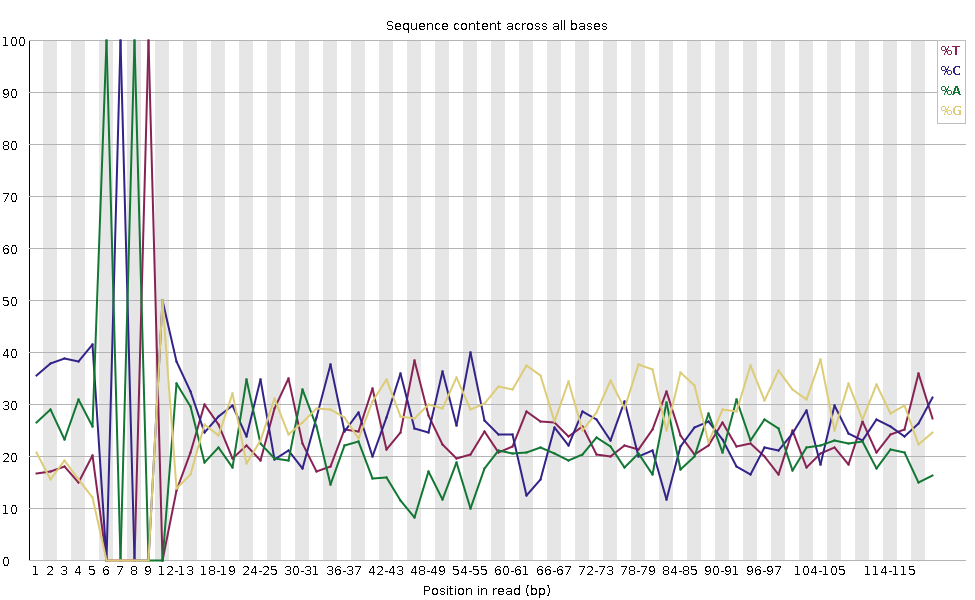 Sequence content across all bases
100
90
80
70
60
50
40
30
20
10
0
%T
%C
%A
%G
1 2 3 4 5 6 7 8 9 12-13 18-19 24-25 30-31 36-37 42-43 48-49 54-55 60-61 66-67 72-73 78-79 84-85 90-91 96-97 104-105 114-115
Position in read (bp)